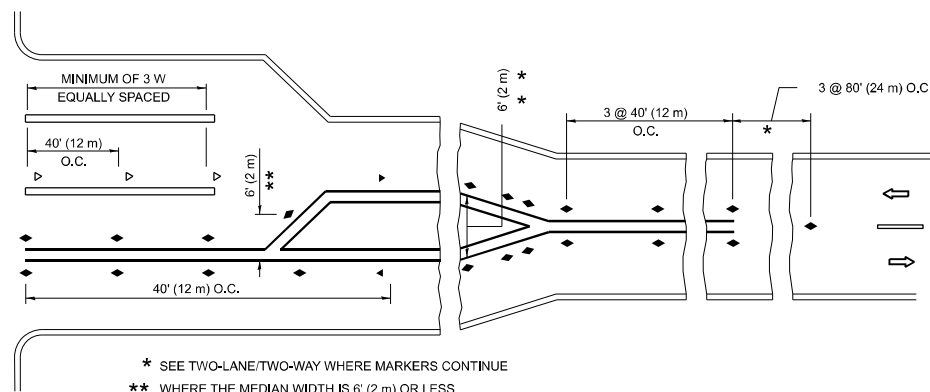 MINIMUM OF 3 W
EQUALLY SPACED
40' (12 m)
O.C.
6' (2 m)
**
40' (12 m) O.C.
6' (2 m)
* *
3 @ 40' (12 m)
O.C.
3 @ 80' (24 m) O.C
*
* SEE TWO-LANE/TWO-WAY WHERE MARKERS CONTINUE
** WHERE THE MEDIAN WIDTH IS 6' (2 m) OR LESS